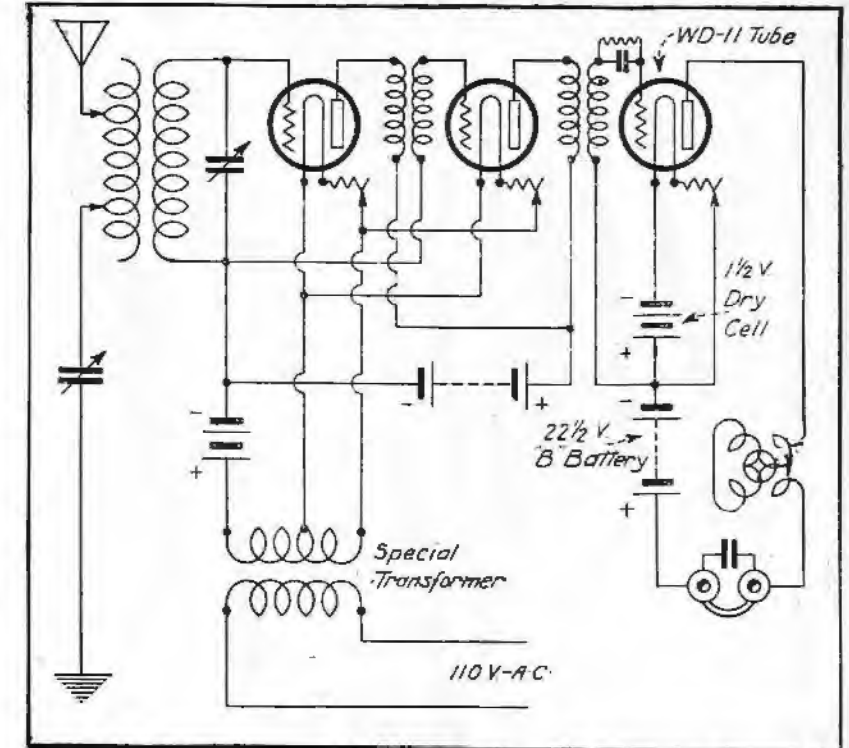 WD-11 Tube
1½ V.
Dry
Cell
-
+
-
+
-
+
-
22½ V.
"B" Battery
+
Special
Transformer
110 V.-A.C.